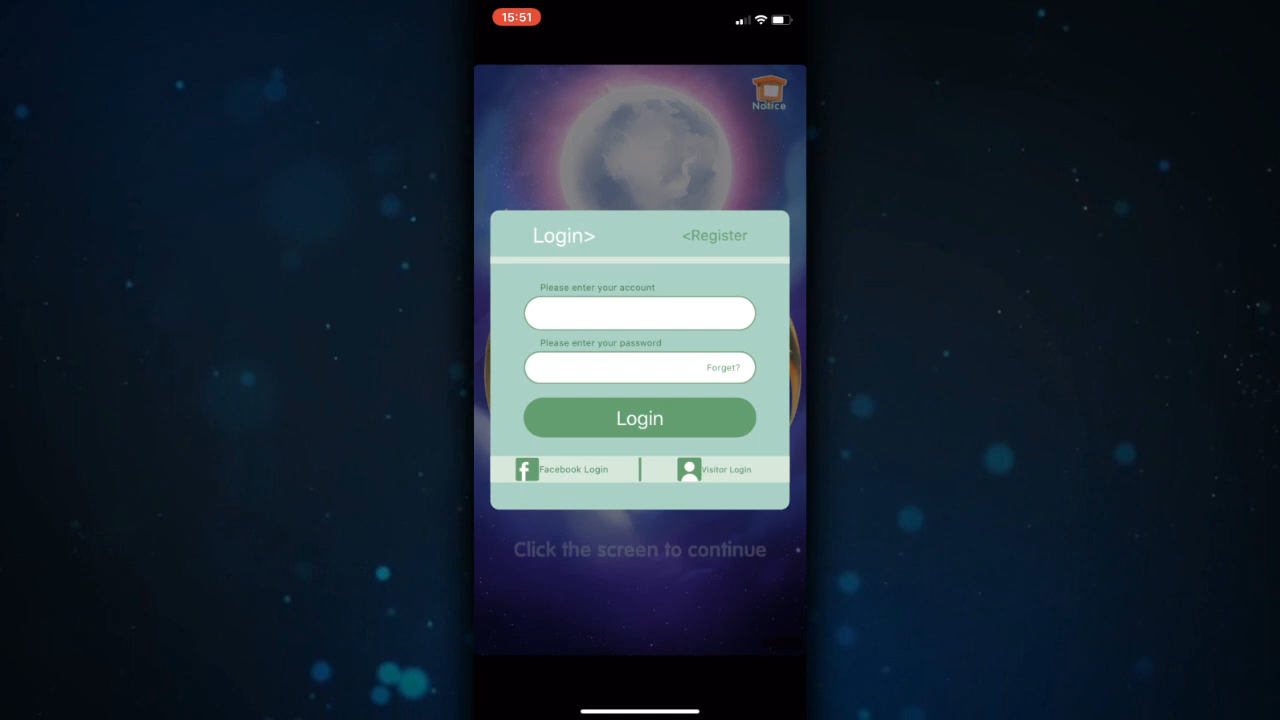 15:51
Notice
Login>
<Register
Please enter your account
Please enter your password
Forget?
Login
Facebook Login
Visitor Login
Click the screen to continue